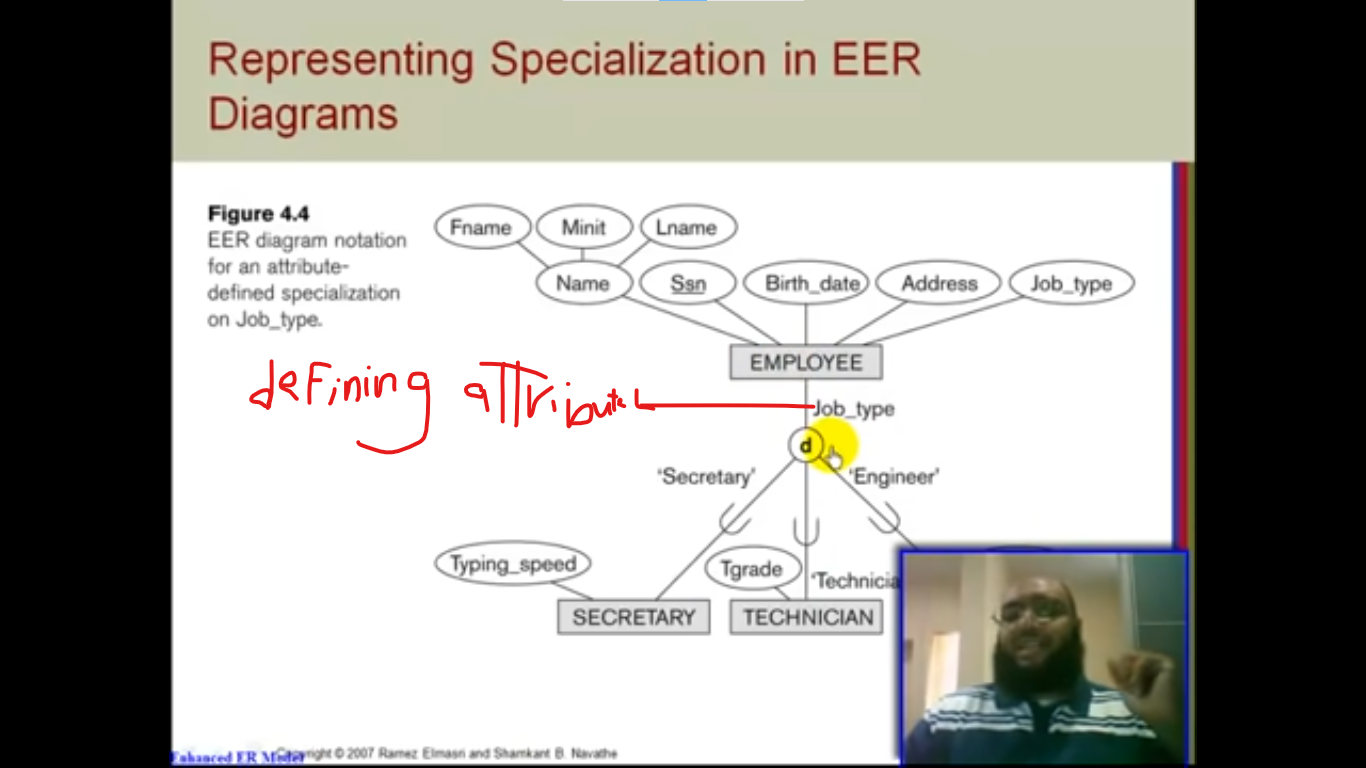 Representing Specialization in EER
Diagrams
Figure 4.4
EER diagram notation
for an attribute-
defined specialization
on Job_type.
Fname
Minit
Lname
Name
Ssn
Birth_date
Address
Job_type
EMPLOYEE
defining attribute
Job_type
d
'Secretary'
'Engineer'
Typing_speed
Tgrade
'Technicia
SECRETARY
TECHNICIAN
Enhanced ER Model
Copyright © 2007 Ramez Elmasri and Shamkant B. Navathe